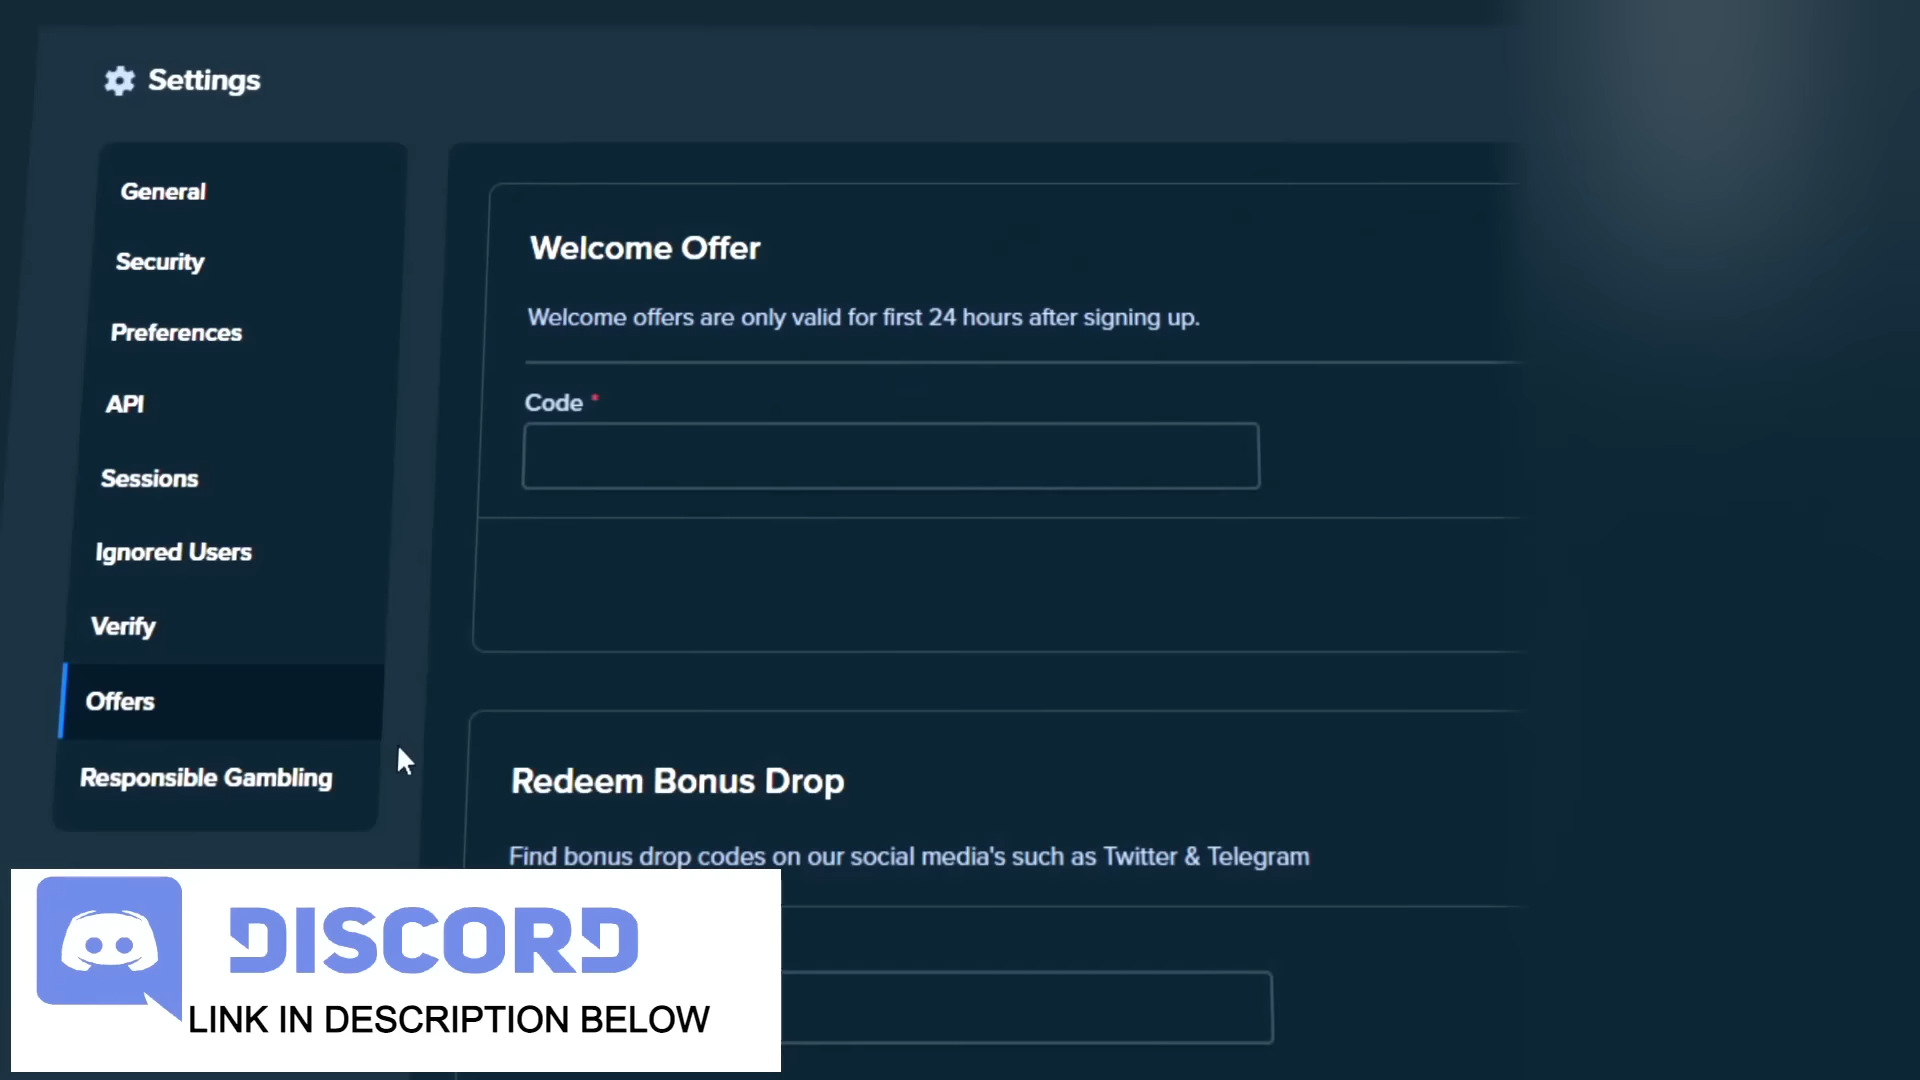 Settings
General
Security
Preferences
API
Sessions
Ignored Users
Verify
Offers
Responsible Gambling
Welcome Offer
Welcome offers are only valid for first 24 hours after signing up.
Code *
Redeem Bonus Drop
Find bonus drop codes on our social media's such as Twitter & Telegram
DISCORD
LINK IN DESCRIPTION BELOW